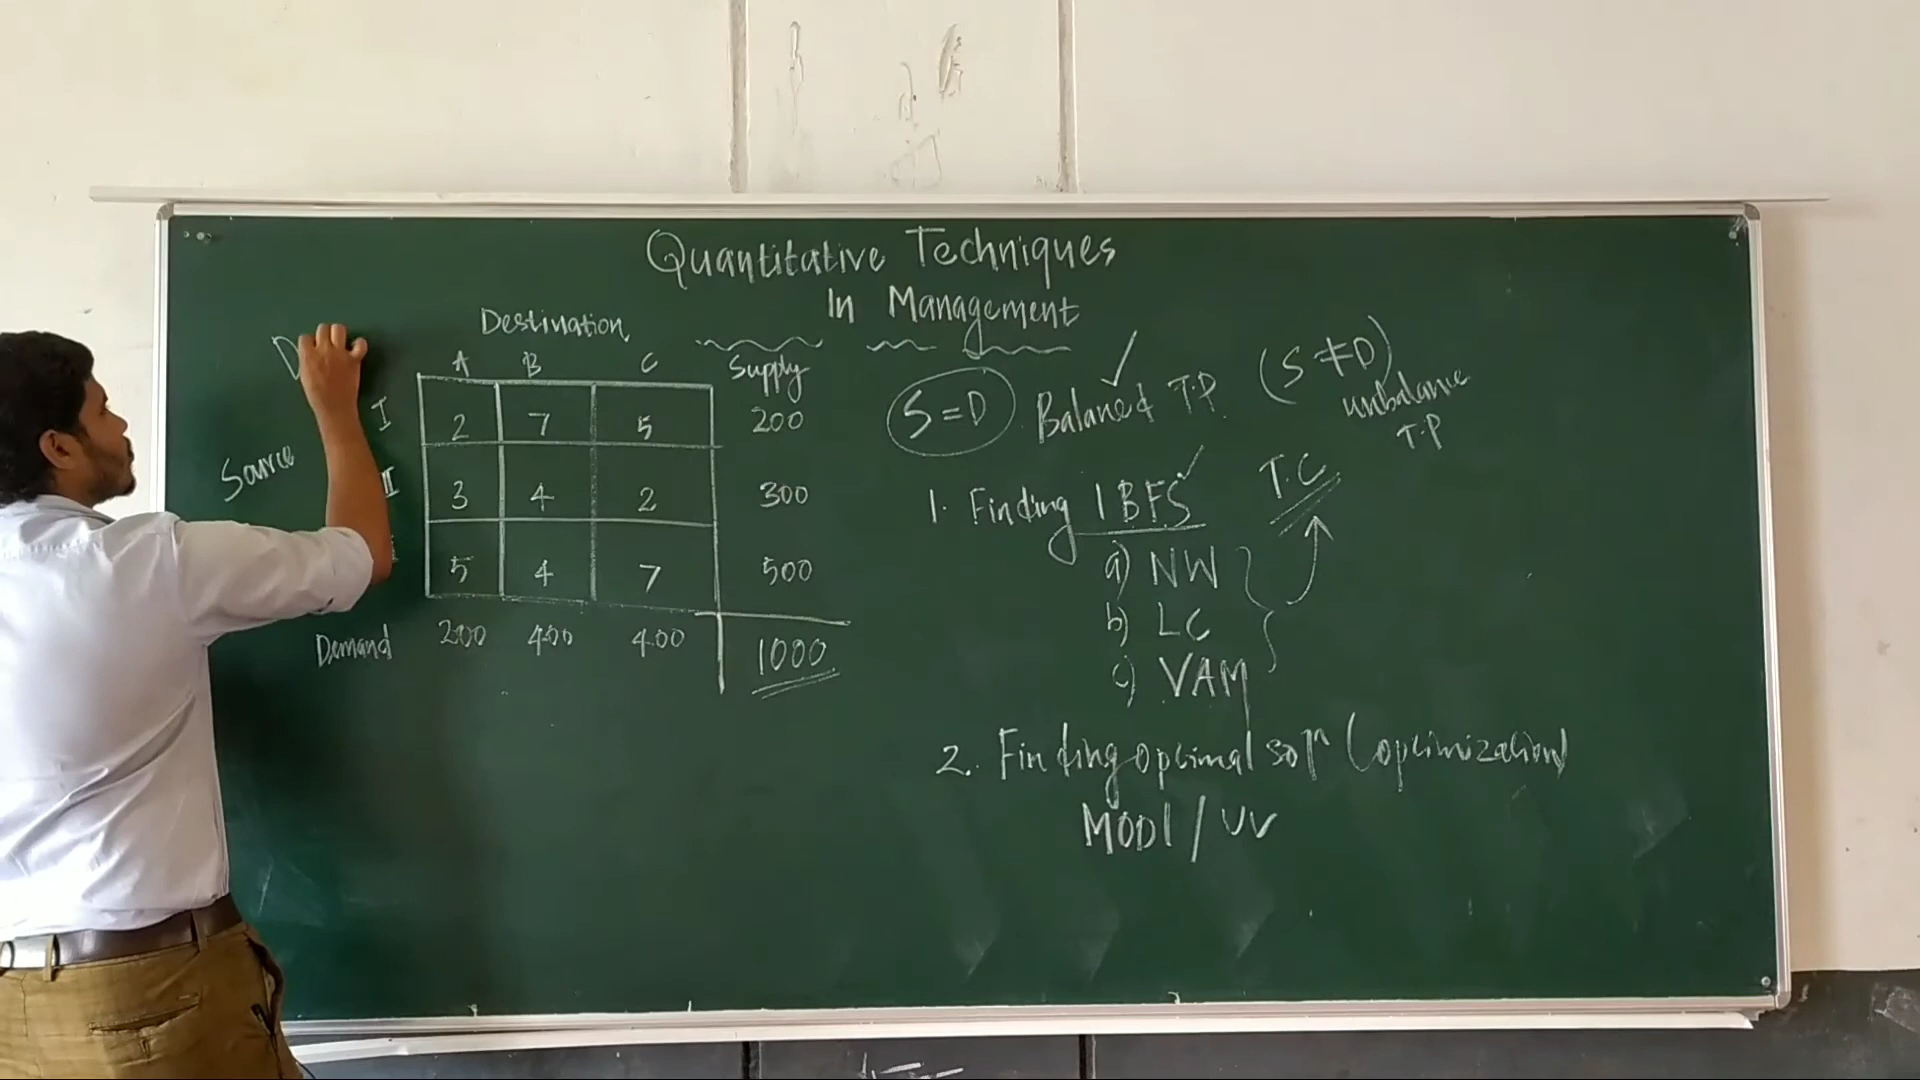 Quantitative Techniques
In Management
Destination
A B C Supply
Source
I 2 7 5 200
II 3 4 2 300
5 4 7 500
Demand 200 400 400 1000
S=D Balanced T.P. (S ≠ D)
unbalance
T.P
1. Finding IBFS T.C
a) NW
b) LC
c) VAM
2. Finding optimal soln (optimization)
MODI / UV